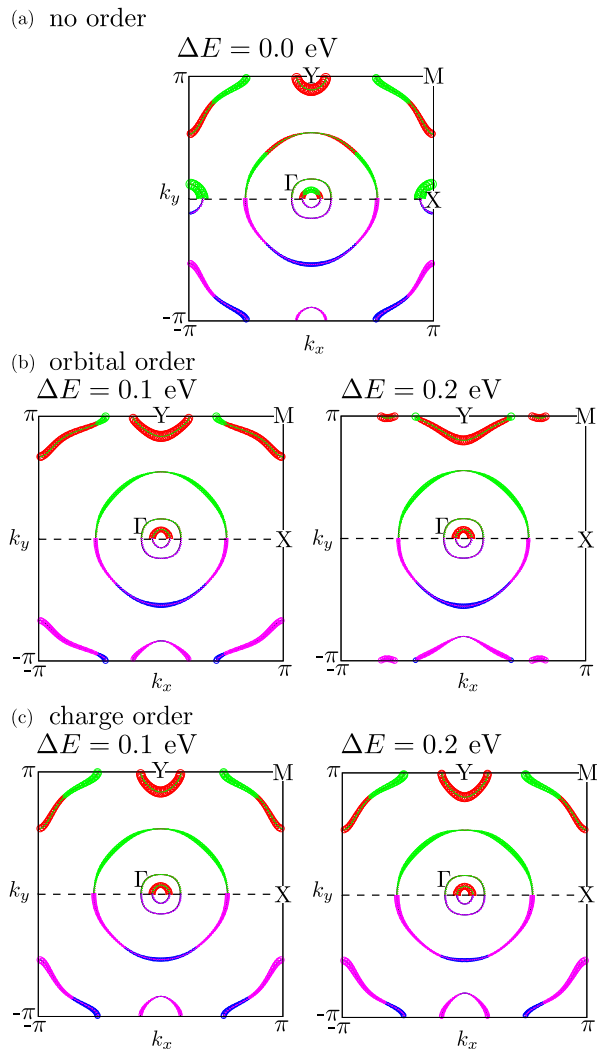 (a) no order
ΔE = 0.0 eV
π Y M
Γ
k_y X
-π
-π k_x π
(b) orbital order
ΔE = 0.1 eV ΔE = 0.2 eV
π Y M π Y M
Γ Γ
k_y X k_y X
-π -π
-π k_x π -π k_x π
(c) charge order
ΔE = 0.1 eV ΔE = 0.2 eV
π Y M π Y M
Γ Γ
k_y X k_y X
-π -π
-π k_x π -π k_x π